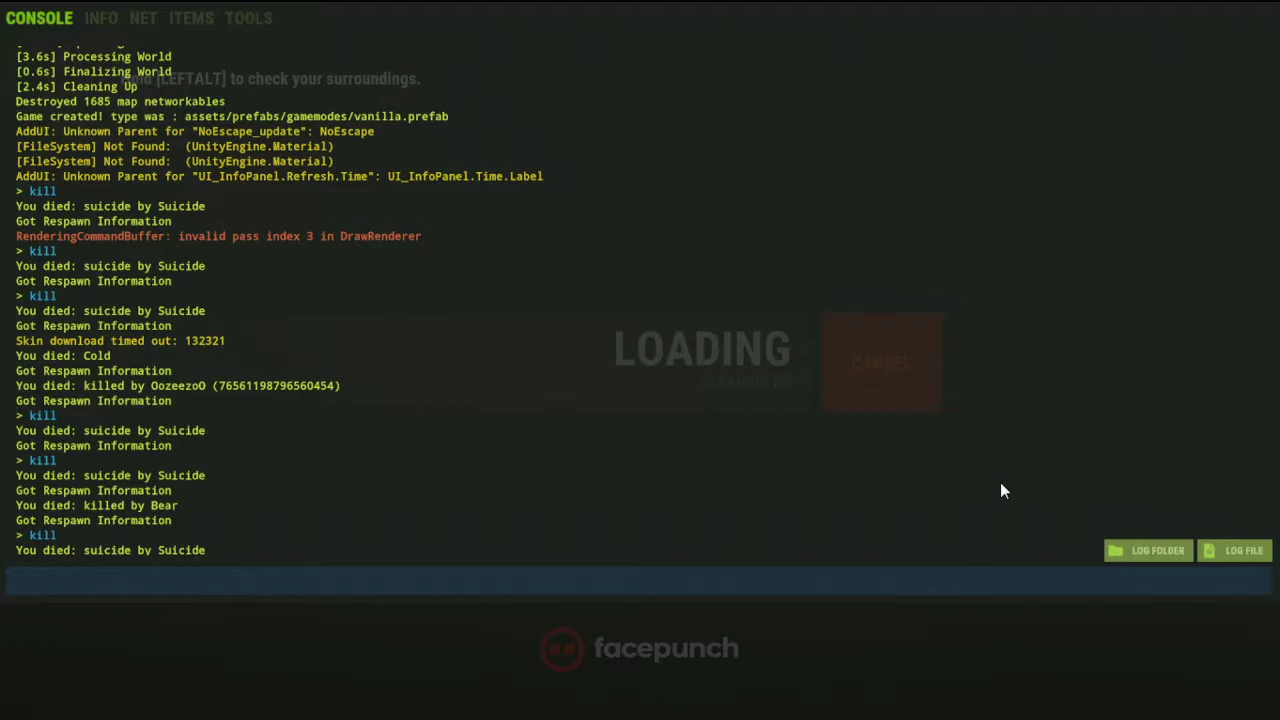 CONSOLE INFO NET ITEMS TOOLS
[3.6s] Processing World
[0.6s] Finalizing World
[LEFTALT] to check your surroundings.
[2.4s] Cleaning Up
Destroyed 1685 map networkables
Game created! type was : assets/prefabs/gamemodes/vanilla.prefab
AddUI: Unknown Parent for "NoEscape_update": NoEscape
[FileSystem] Not Found:  (UnityEngine.Material)
[FileSystem] Not Found:  (UnityEngine.Material)
AddUI: Unknown Parent for "UI_InfoPanel.Refresh.Time": UI_InfoPanel.Time.Label
> kill
You died: suicide by Suicide
Got Respawn Information
RenderingCommandBuffer: invalid pass index 3 in DrawRenderer
> kill
You died: suicide by Suicide
Got Respawn Information
> kill
You died: suicide by Suicide
Got Respawn Information
Skin download timed out: 132321
You died: Cold
Got Respawn Information
You died: killed by OozeezoO (76561198796560454)
Got Respawn Information
> kill
You died: suicide by Suicide
Got Respawn Information
> kill
You died: suicide by Suicide
Got Respawn Information
You died: killed by Bear
Got Respawn Information
> kill
You died: suicide by Suicide
LOADING
CANCEL
LOG FOLDER
LOG FILE
facepunch